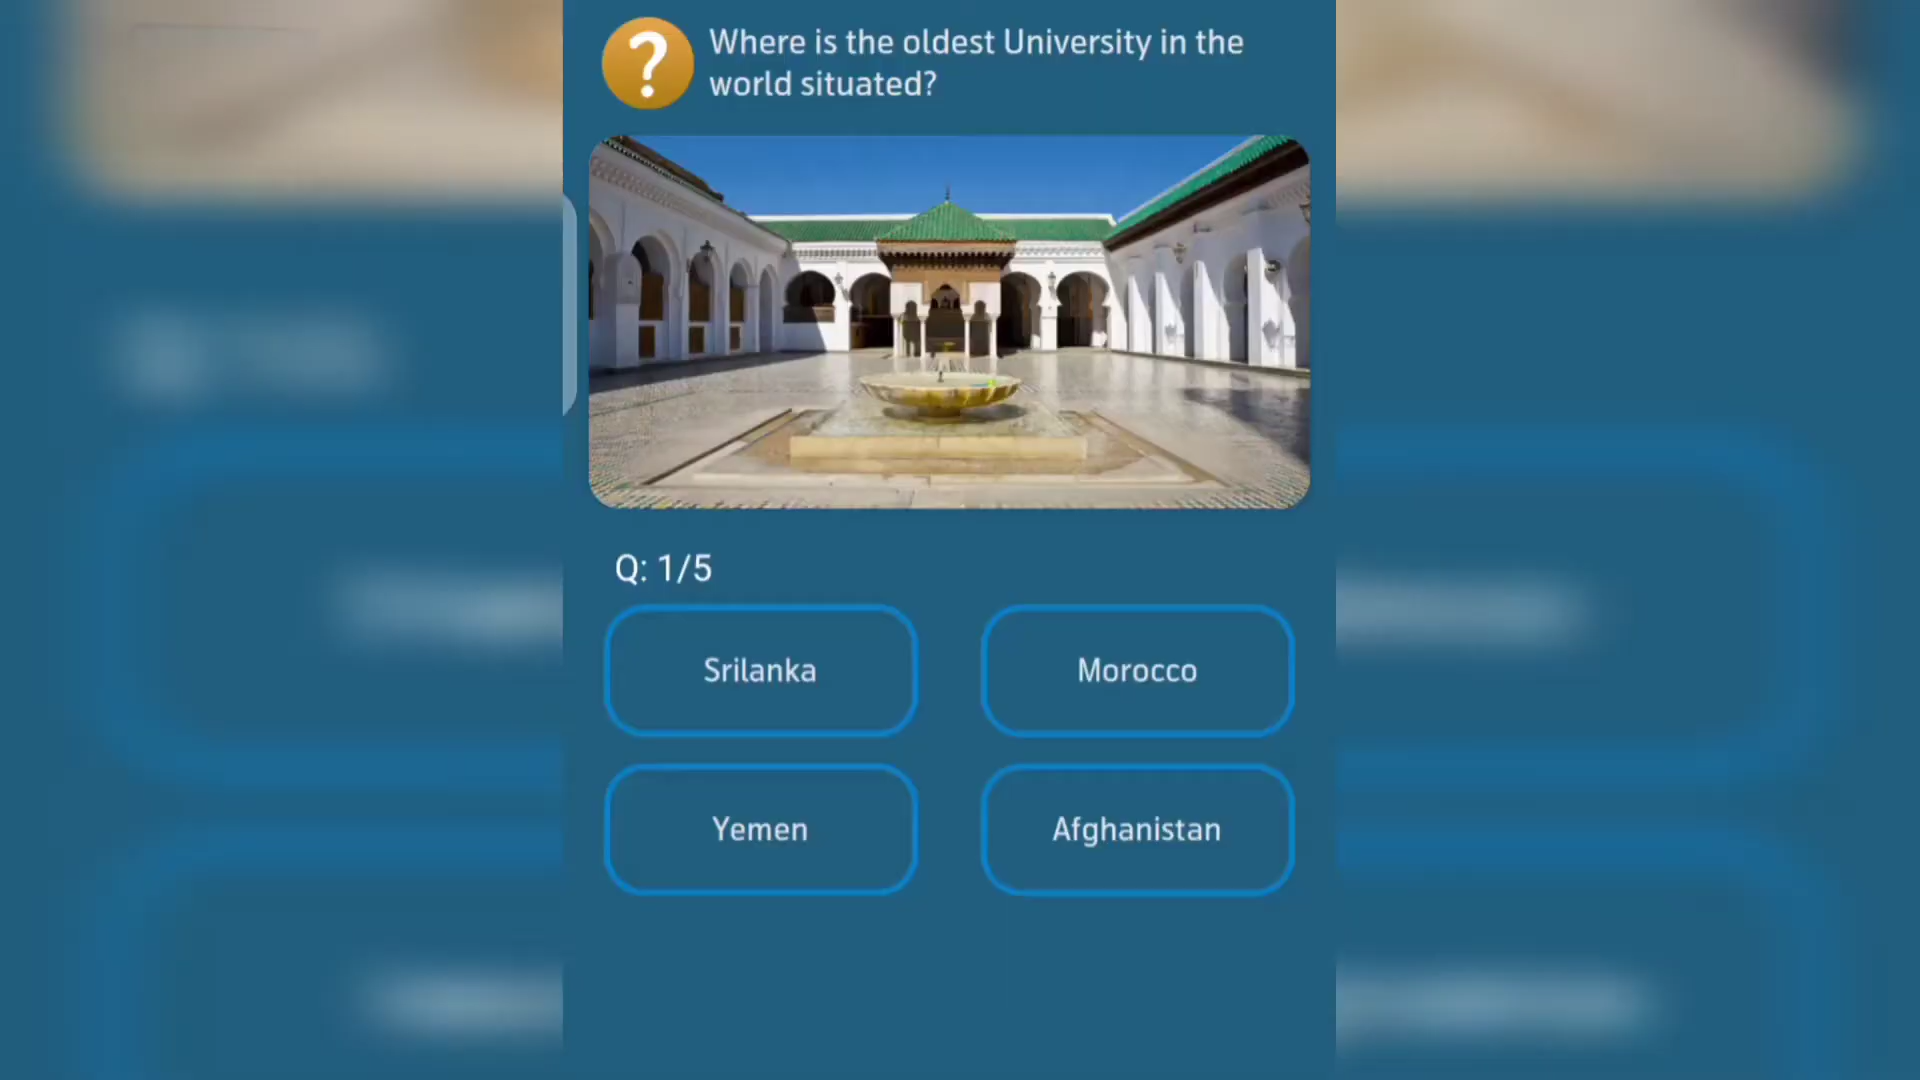 ?
Where is the oldest University in the
world situated?
Q: 1/5
Srilanka
Morocco
Yemen
Afghanistan